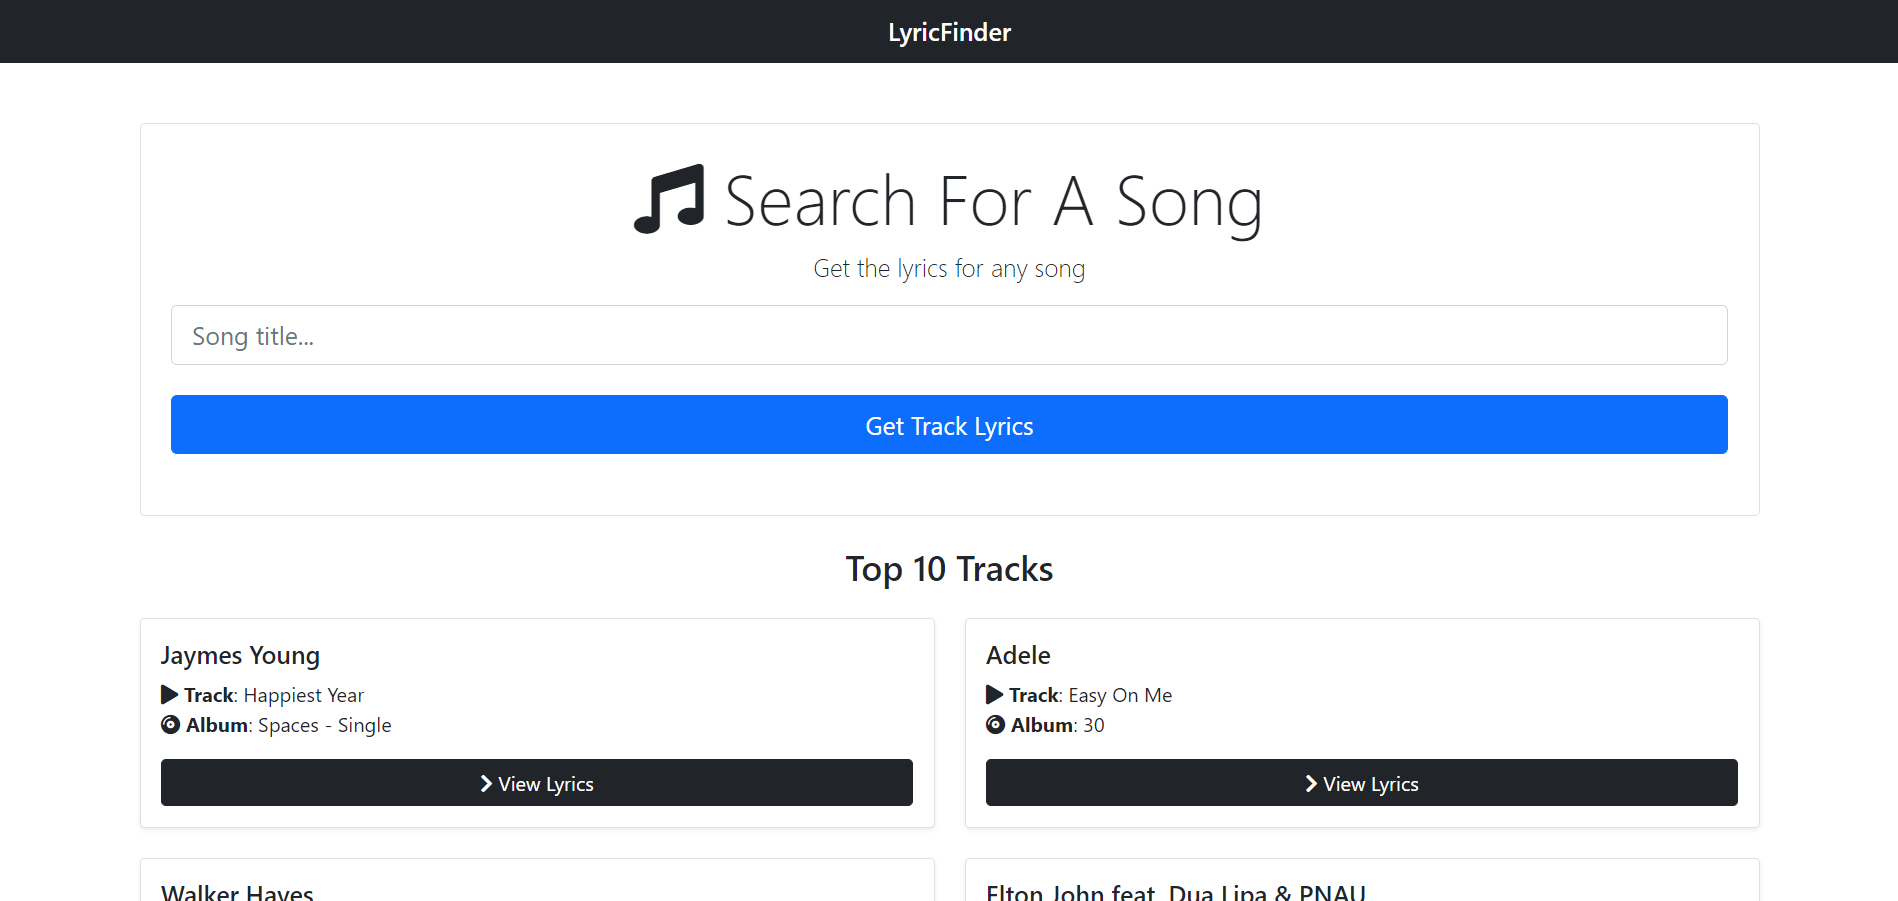 LyricFinder
Search For A Song
Get the lyrics for any song
Song title...
Get Track Lyrics
Top 10 Tracks
Jaymes Young
Track: Happiest Year
Album: Spaces - Single
View Lyrics
Adele
Track: Easy On Me
Album: 30
View Lyrics
Walker Hayes
Elton John feat. Dua Lipa & PNAU